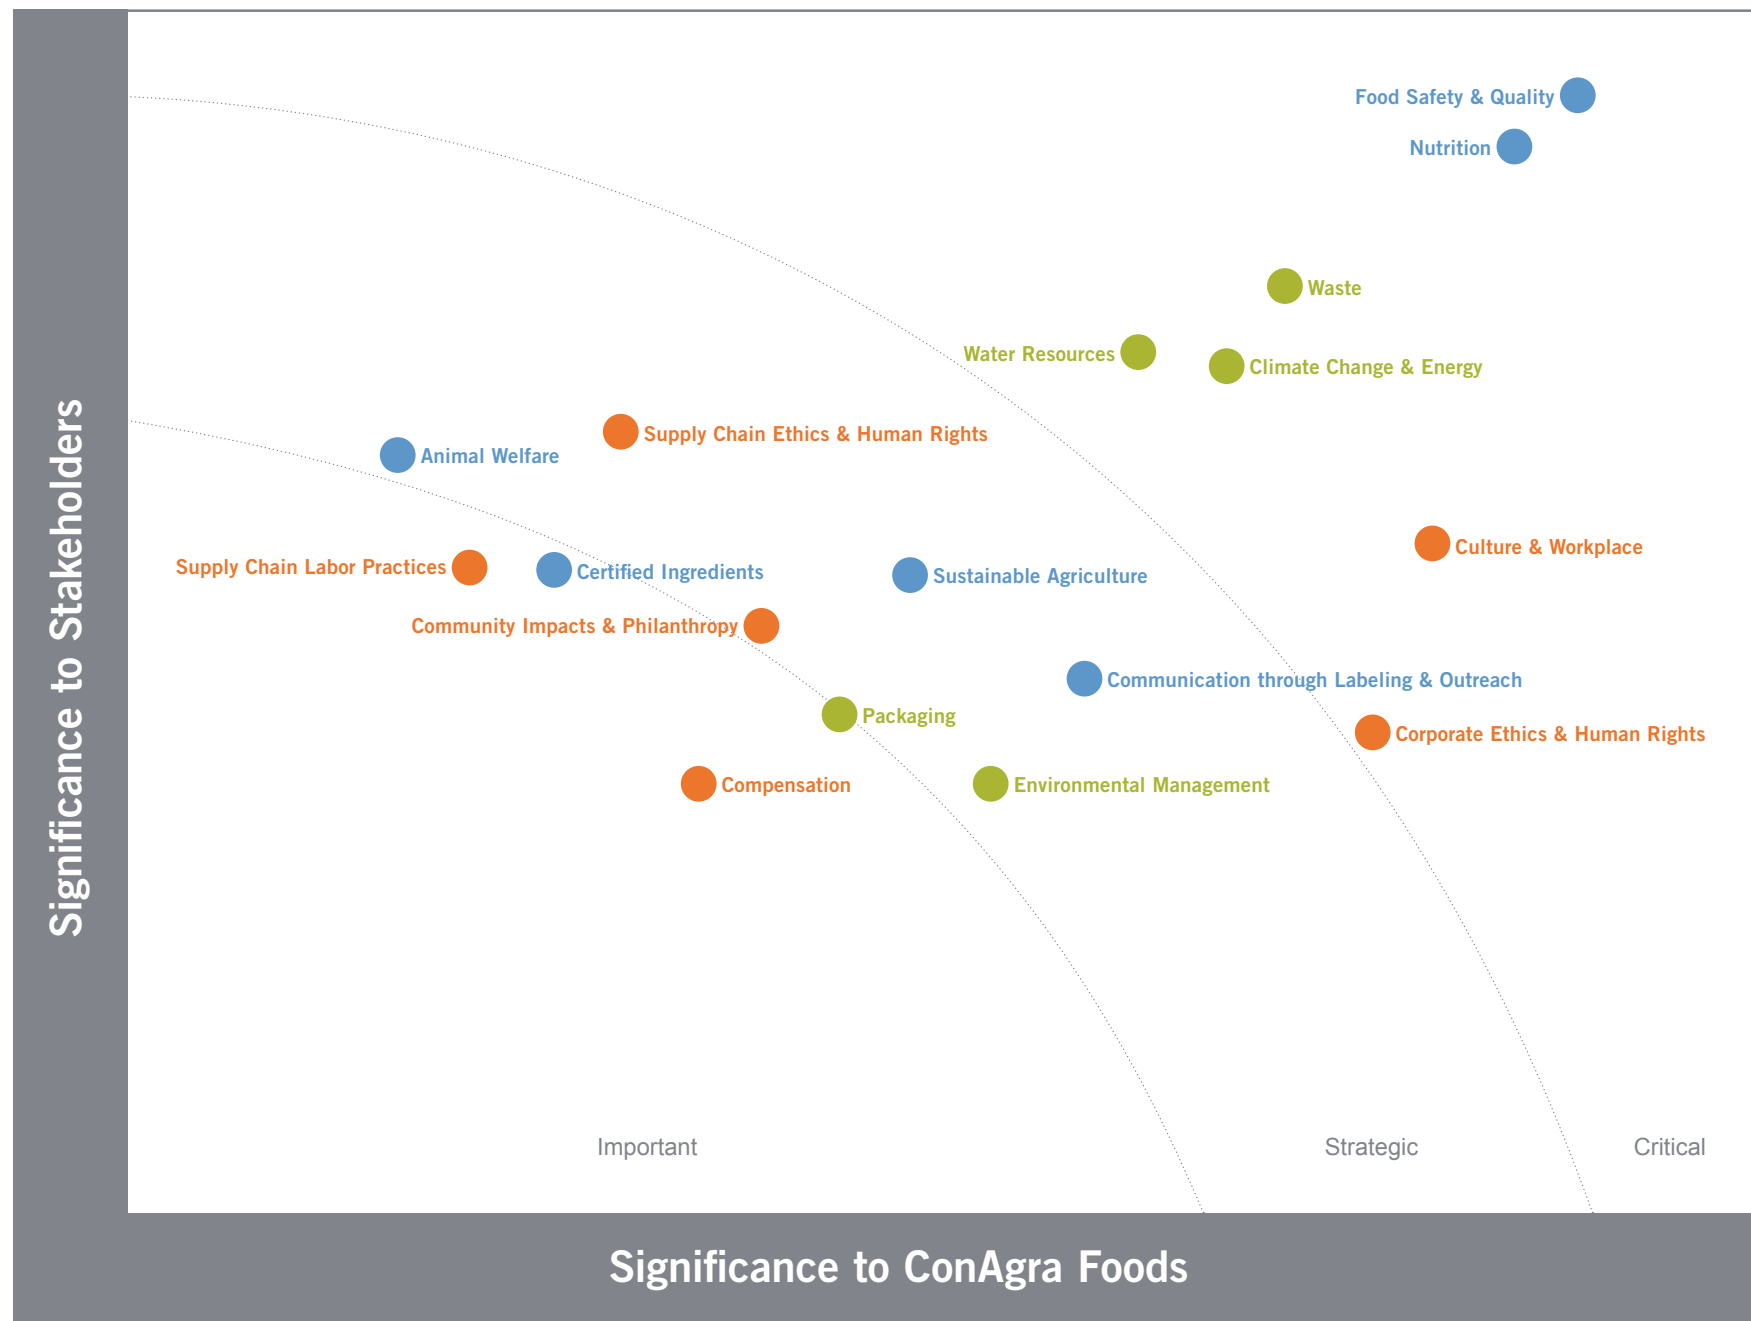 Significance to Stakeholders
Food Safety & Quality
Nutrition
Waste
Water Resources
Climate Change & Energy
Supply Chain Ethics & Human Rights
Animal Welfare
Culture & Workplace
Supply Chain Labor Practices
Certified Ingredients
Sustainable Agriculture
Community Impacts & Philanthropy
Communication through Labeling & Outreach
Packaging
Corporate Ethics & Human Rights
Compensation
Environmental Management
Important
Strategic
Critical
Significance to ConAgra Foods